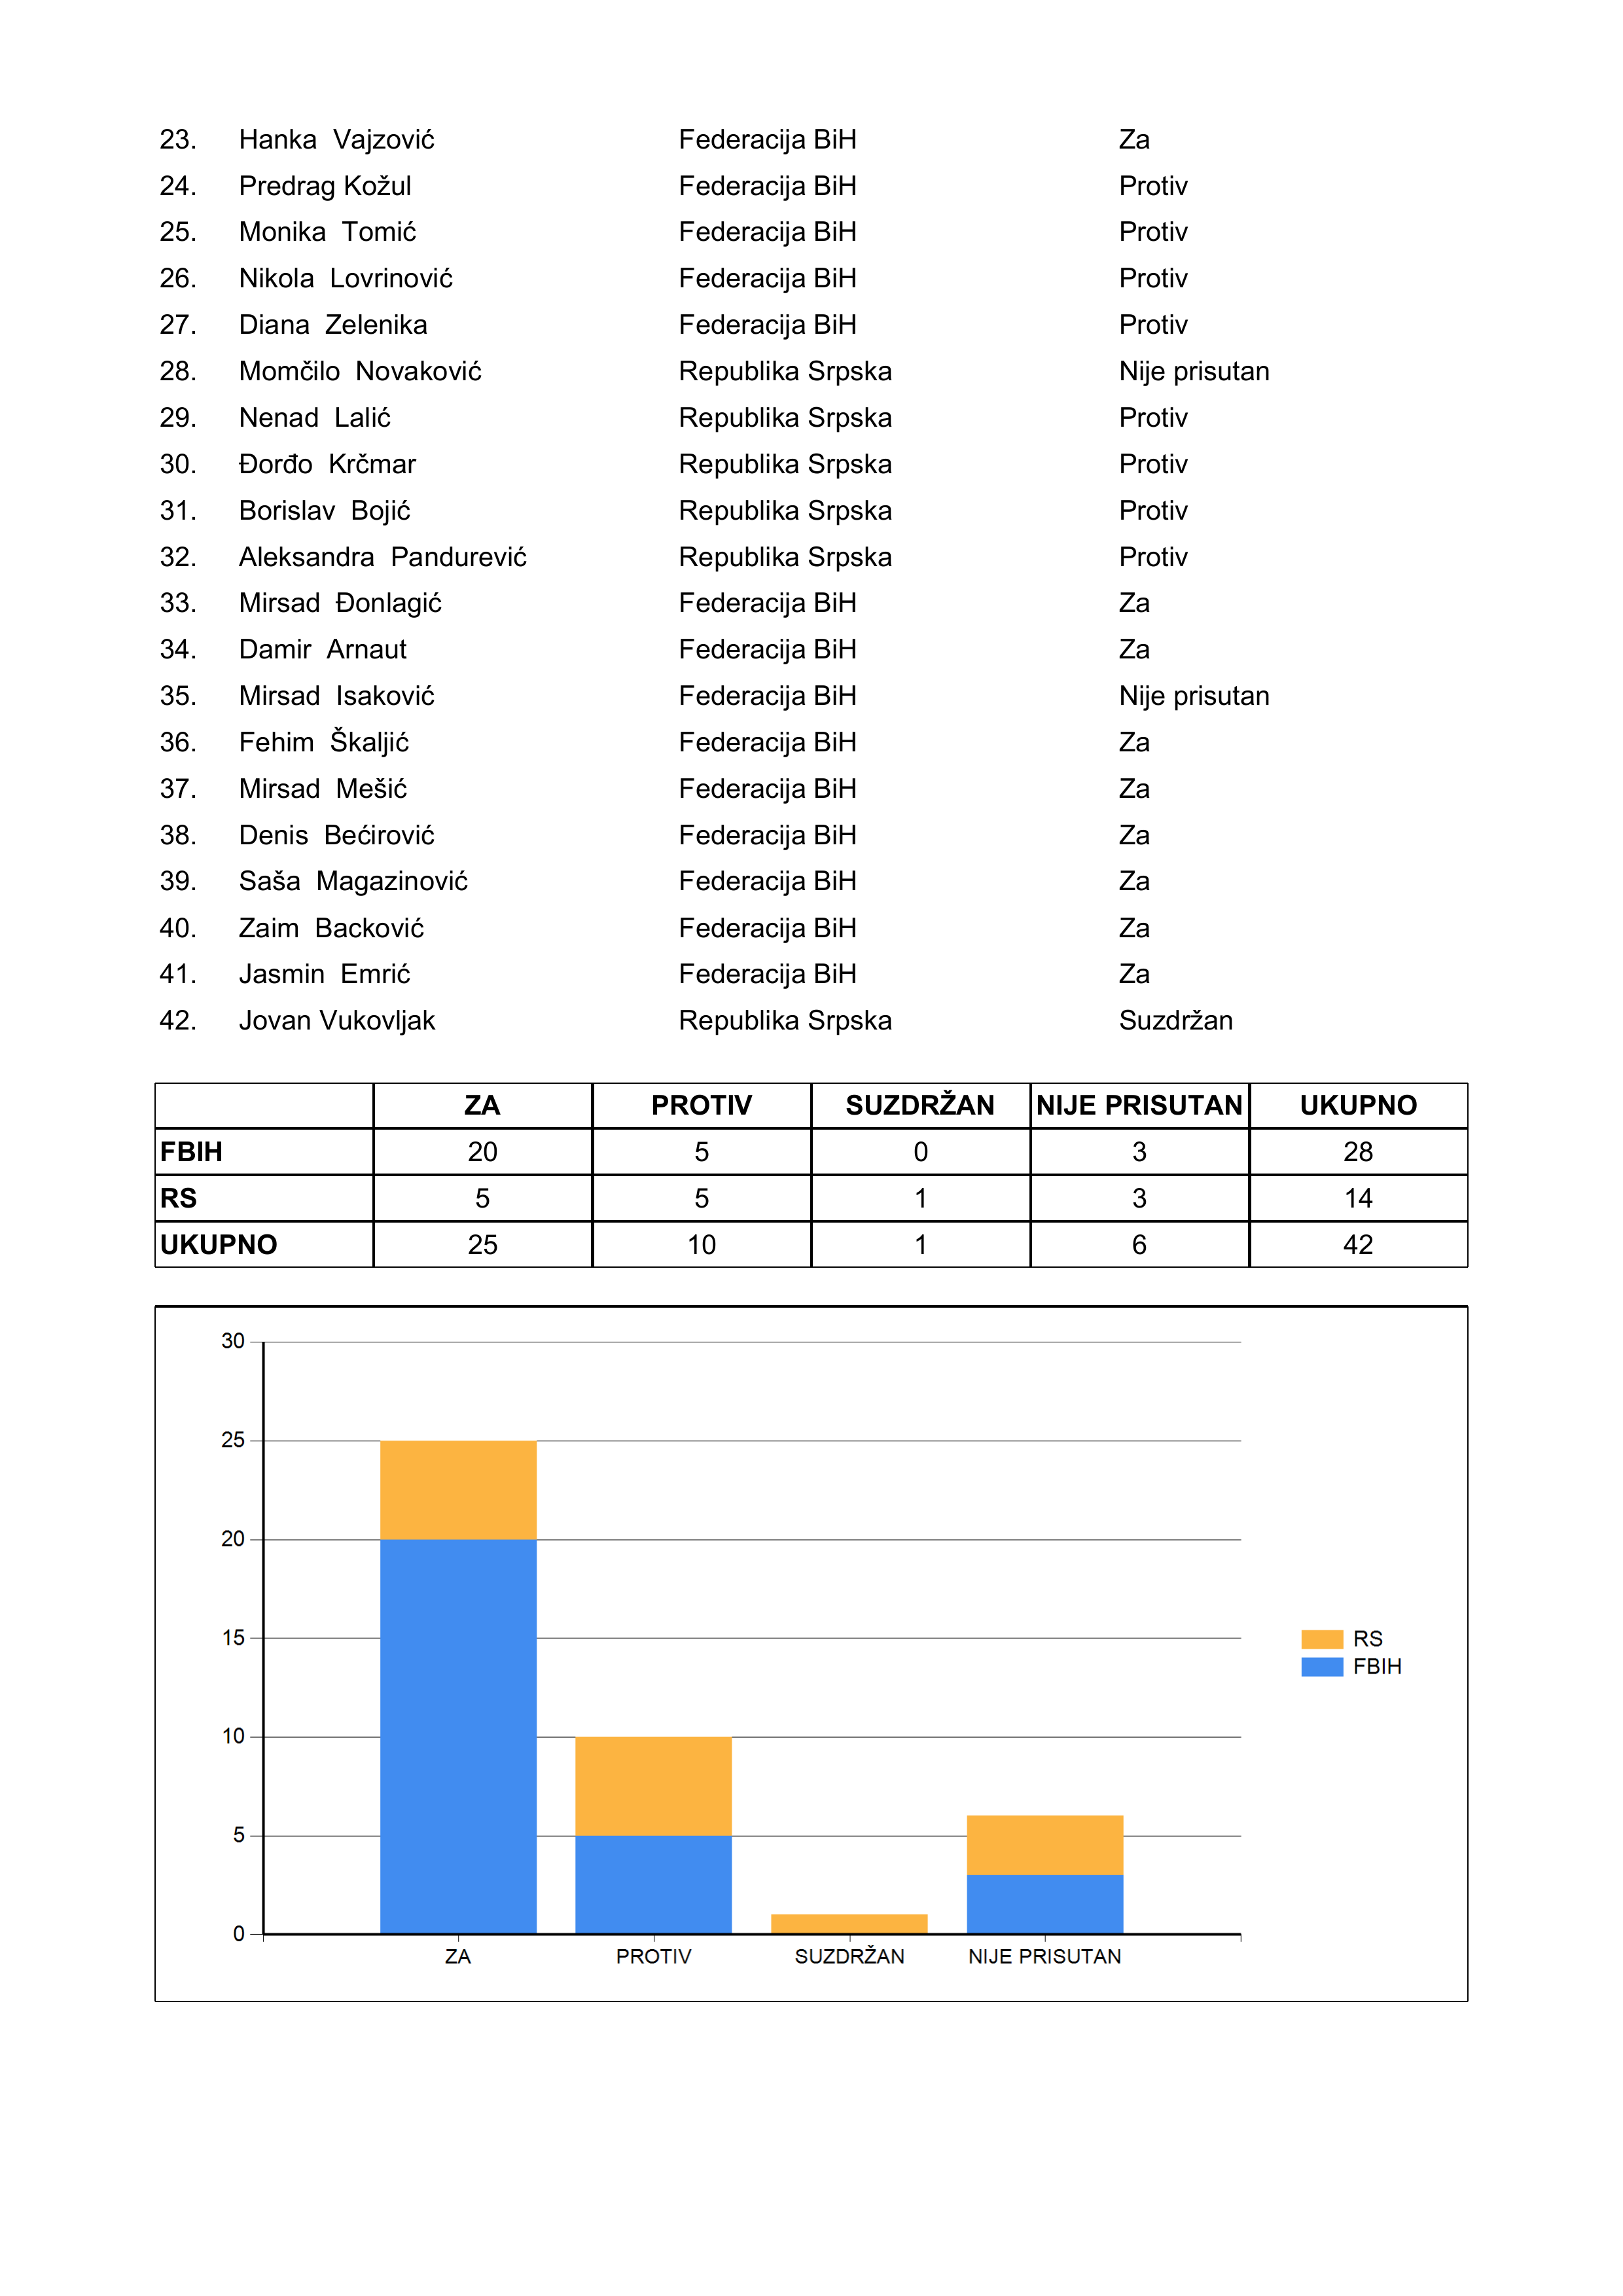 23. Hanka Vajzović Federacija BiH Za
24. Predrag Kožul Federacija BiH Protiv
25. Monika Tomić Federacija BiH Protiv
26. Nikola Lovrinović Federacija BiH Protiv
27. Diana Zelenika Federacija BiH Protiv
28. Momčilo Novaković Republika Srpska Nije prisutan
29. Nenad Lalić Republika Srpska Protiv
30. Đorđo Krčmar Republika Srpska Protiv
31. Borislav Bojić Republika Srpska Protiv
32. Aleksandra Pandurević Republika Srpska Protiv
33. Mirsad Đonlagić Federacija BiH Za
34. Damir Arnaut Federacija BiH Za
35. Mirsad Isaković Federacija BiH Nije prisutan
36. Fehim Škaljić Federacija BiH Za
37. Mirsad Mešić Federacija BiH Za
38. Denis Bećirović Federacija BiH Za
39. Saša Magazinović Federacija BiH Za
40. Zaim Backović Federacija BiH Za
41. Jasmin Emrić Federacija BiH Za
42. Jovan Vukovljak Republika Srpska Suzdržan
ZA PROTIV SUZDRŽAN NIJE PRISUTAN UKUPNO
FBIH 20 5 0 3 28
RS 5 5 1 3 14
UKUPNO 25 10 1 6 42
30
25
20
15
10
5
0
ZA PROTIV SUZDRŽAN NIJE PRISUTAN
RS
FBIH